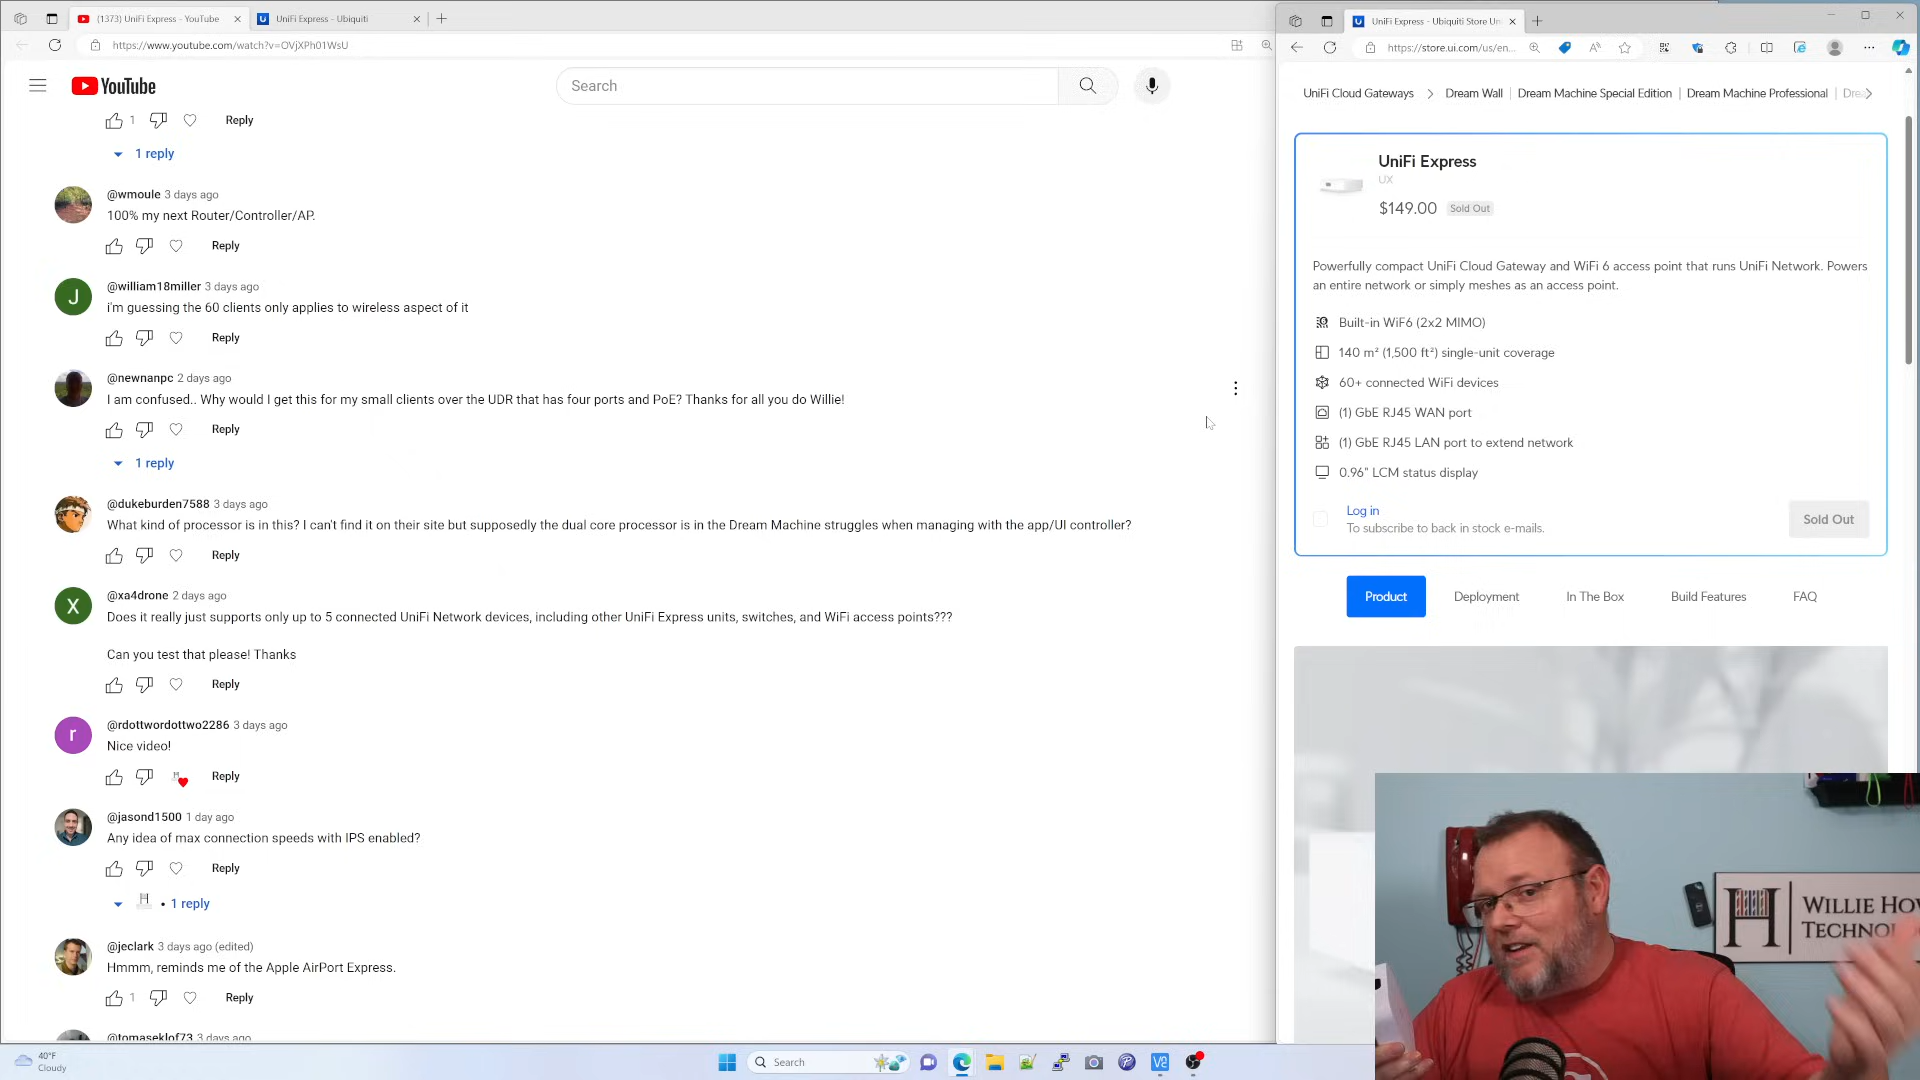 (1373) UniFi Express - YouTube
UniFi Express - Ubiquiti
https://www.youtube.com/watch?v=OVjXPh01WsU
YouTube
Search
1
Reply
1 reply
@wmoule 3 days ago
100% my next Router/Controller/AP.
Reply
J
@william18miller 3 days ago
i'm guessing the 60 clients only applies to wireless aspect of it
Reply
@newnanpc 2 days ago
I am confused.. Why would I get this for my small clients over the UDR that has four ports and PoE? Thanks for all you do Willie!
Reply
1 reply
@dukeburden7588 3 days ago
What kind of processor is in this? I can't find it on their site but supposedly the dual core processor is in the Dream Machine struggles when managing with the app/UI controller?
Reply
X
@xa4drone 2 days ago
Does it really just supports only up to 5 connected UniFi Network devices, including other UniFi Express units, switches, and WiFi access points???
Can you test that please! Thanks
Reply
r
@rdottwordottwo2286 3 days ago
Nice video!
Reply
@jasond1500 1 day ago
Any idea of max connection speeds with IPS enabled?
Reply
• 1 reply
@jeclark 3 days ago (edited)
Hmmm, reminds me of the Apple AirPort Express.
1
Reply
@tomaseklof73 3 days ago
UniFi Express - Ubiquiti Store Un
https://store.ui.com/us/en...
UniFi Cloud Gateways
Dream Wall
Dream Machine Special Edition
Dream Machine Professional
UniFi Express
UX
$149.00 Sold Out
Powerfully compact UniFi Cloud Gateway and WiFi 6 access point that runs UniFi Network. Powers
an entire network or simply meshes as an access point.
Built-in WiF6 (2x2 MIMO)
140 m² (1,500 ft²) single-unit coverage
60+ connected WiFi devices
(1) GbE RJ45 WAN port
(1) GbE RJ45 LAN port to extend network
0.96" LCM status display
Log in
To subscribe to back in stock e-mails.
Sold Out
Product
Deployment
In The Box
Build Features
FAQ
H
WILLIE HOW
TECHNO
40°F
Cloudy
Search